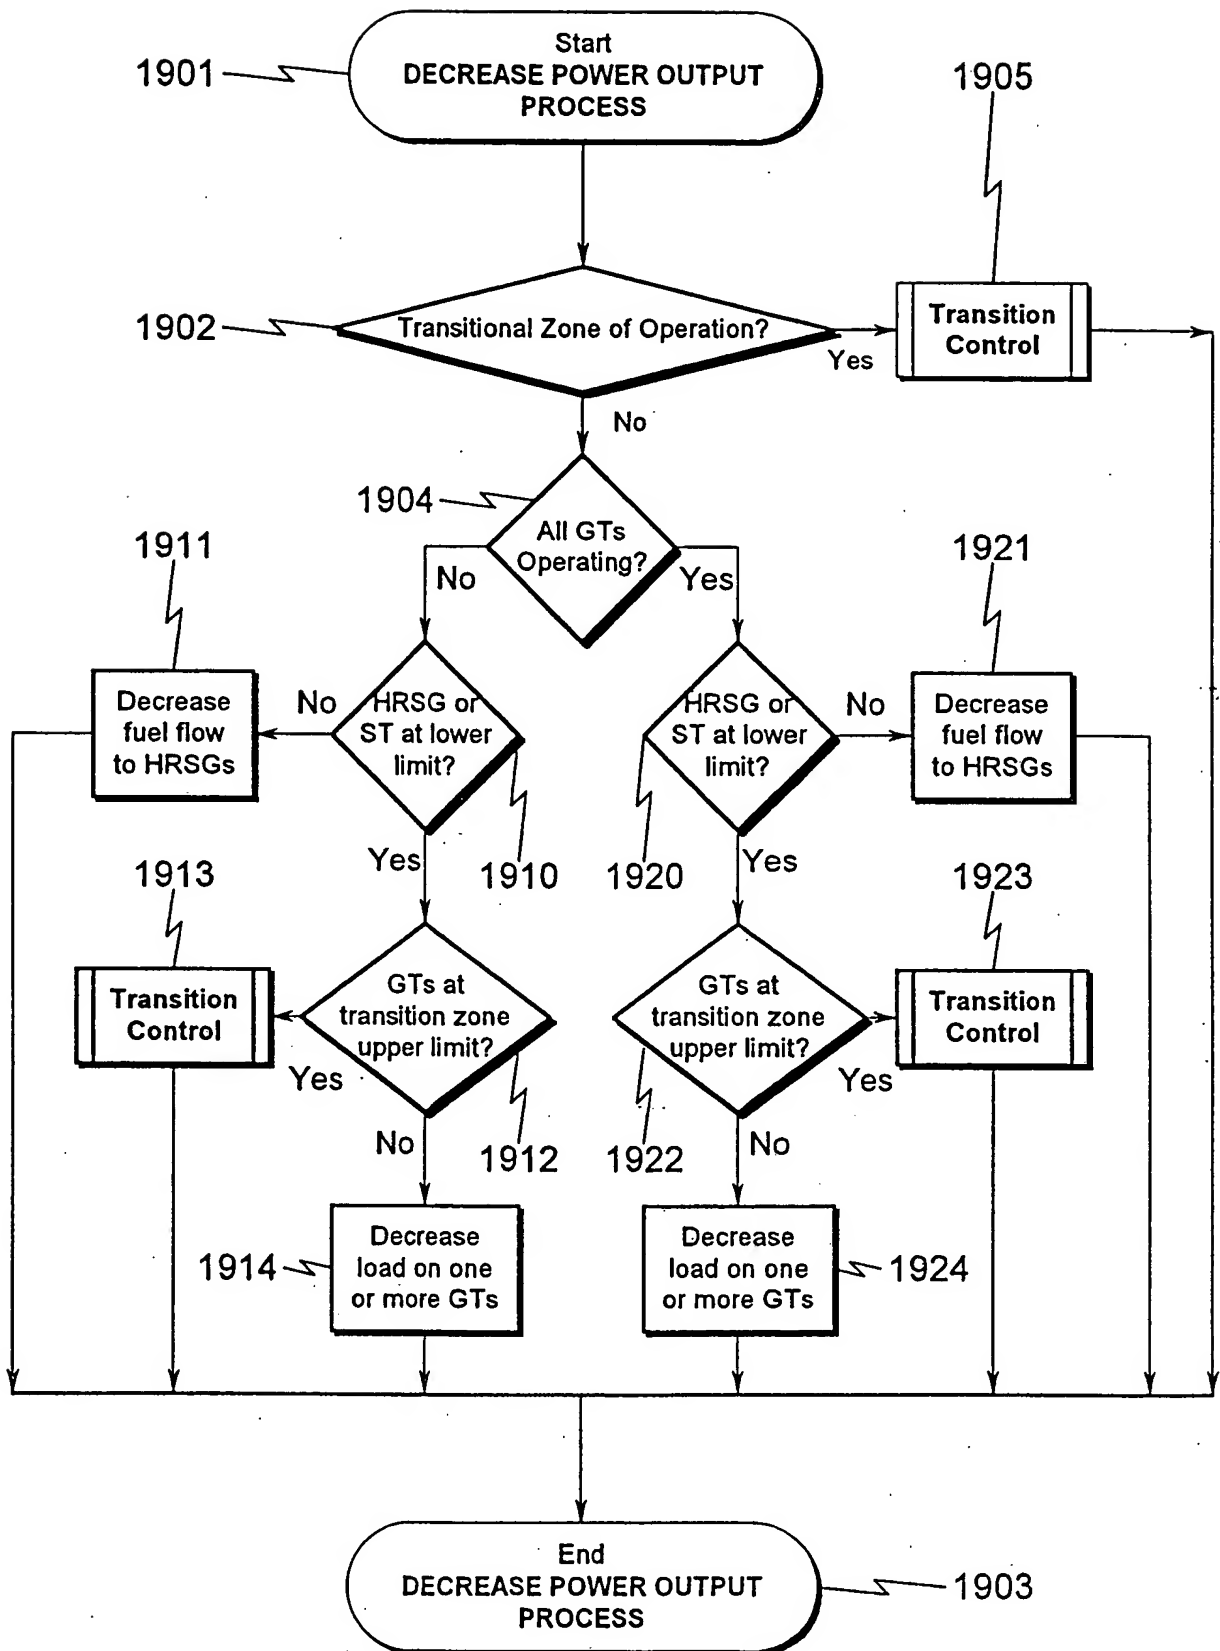 Start
DECREASE POWER OUTPUT
PROCESS
1901
1905
1902
Transitional Zone of Operation?
Yes
Transition
Control
No
1904
All GTs
Operating?
No
Yes
1911
1921
Decrease
fuel flow
to HRSGs
No
HRSG or
ST at lower
limit?
HRSG or
ST at lower
limit?
No
Decrease
fuel flow
to HRSGs
Yes
1910
1920
Yes
1913
1923
Transition
Control
Yes
GTs at
transition zone
upper limit?
GTs at
transition zone
upper limit?
Yes
Transition
Control
No
1912
1922
No
1914
Decrease
load on one
or more GTs
Decrease
load on one
or more GTs
1924
End
DECREASE POWER OUTPUT
PROCESS
1903